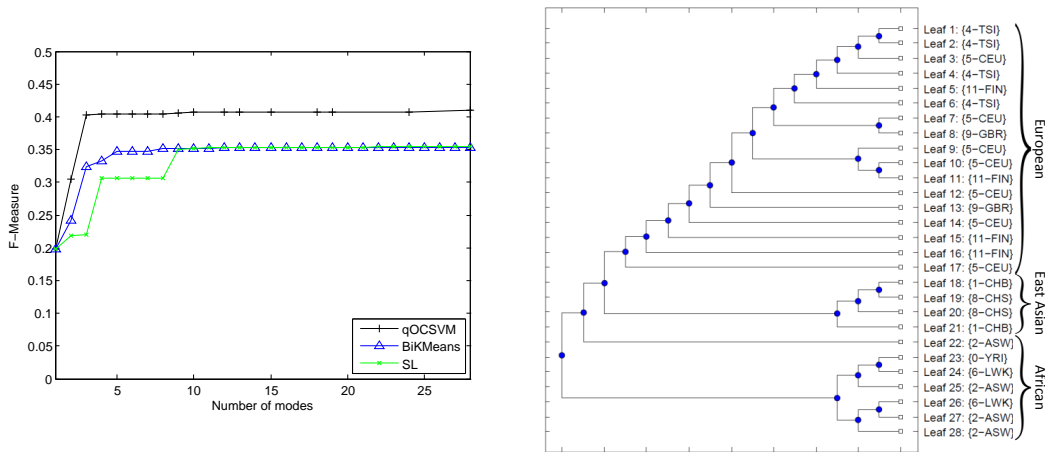 0.5
0.45
0.4
0.35
0.3
0.25
0.2
0.15
0.1
0.05
0
F−Measure
5
10
15
20
25
Number of modes
qOCSVM
BiKMeans
SL
Leaf 1: {4−TSI}
Leaf 2: {4−TSI}
Leaf 3: {5−CEU}
Leaf 4: {4−TSI}
Leaf 5: {11−FIN}
Leaf 6: {4−TSI}
Leaf 7: {5−CEU}
Leaf 8: {9−GBR}
Leaf 9: {5−CEU}
Leaf 10: {5−CEU}
Leaf 11: {11−FIN}
Leaf 12: {5−CEU}
Leaf 13: {9−GBR}
Leaf 14: {5−CEU}
Leaf 15: {11−FIN}
Leaf 16: {11−FIN}
Leaf 17: {5−CEU}
Leaf 18: {1−CHB}
Leaf 19: {8−CHS}
Leaf 20: {8−CHS}
Leaf 21: {1−CHB}
Leaf 22: {2−ASW}
Leaf 23: {0−YRI}
Leaf 24: {6−LWK}
Leaf 25: {2−ASW}
Leaf 26: {6−LWK}
Leaf 27: {2−ASW}
Leaf 28: {2−ASW}
European
East Asian
African